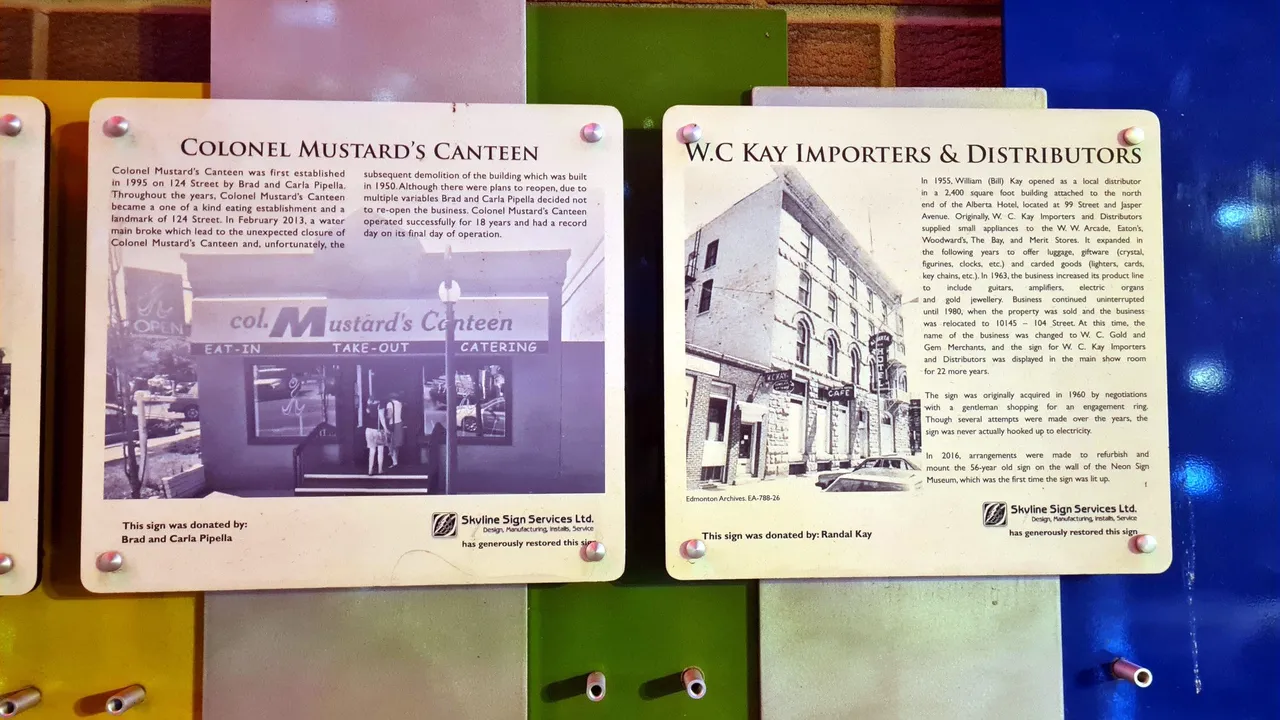 COLONEL MUSTARD'S CANTEEN
Colonel Mustard's Canteen was first established
in 1995 on 124 Street by Brad and Carla Pipella.
Throughout the years, Colonel Mustard's Canteen
became a one of a kind eating establishment and a
landmark of 124 Street. In February 2013, a water
main broke which lead to the unexpected closure of
Colonel Mustard's Canteen and, unfortunately, the
subsequent demolition of the building which was built
in 1950. Although there were plans to reopen, due to
multiple variables Brad and Carla Pipella decided not
to re-open the business. Colonel Mustard's Canteen
operated successfully for 18 years and had a record
day on its final day of operation.
OPEN
col. Mustard's Canteen
EAT-IN TAKE-OUT CATERING
This sign was donated by:
Brad and Carla Pipella
Skyline Sign Services Ltd.
Design, Manufacturing, Installs, Service
has generously restored this sign
W.C KAY IMPORTERS & DISTRIBUTORS
In 1955, William (Bill) Kay opened as a local distributor
in a 2,400 square foot building attached to the north
end of the Alberta Hotel, located at 99 Street and Jasper
Avenue. Originally, W. C. Kay Importers and Distributors
supplied small appliances to the W. W. Arcade, Eaton's,
Woodward's, The Bay, and Merit Stores. It expanded in
the following years to offer luggage, giftware (crystal,
figurines, clocks, etc.) and carded goods (lighters, cards,
key chains, etc.). In 1963, the business increased its product line
to include guitars, amplifiers, electric organs
and gold jewellery. Business continued uninterrupted
until 1980, when the property was sold and the business
was relocated to 10145 – 104 Street. At this time, the
name of the business was changed to W. C. Gold and
Gem Merchants, and the sign for W. C. Kay Importers
and Distributors was displayed in the main show room
for 22 more years.
The sign was originally acquired in 1960 by negotiations
with a gentleman shopping for an engagement ring.
Though several attempts were made over the years, the
sign was never actually hooked up to electricity.
In 2016, arrangements were made to refurbish and
mount the 56-year old sign on the wall of the Neon Sign
Museum, which was the first time the sign was lit up.
W.C.KAY
CAFE
HOTEL
Edmonton Archives. EA-788-26
This sign was donated by: Randal Kay
Skyline Sign Services Ltd.
Design, Manufacturing, Installs, Service
has generously restored this sign